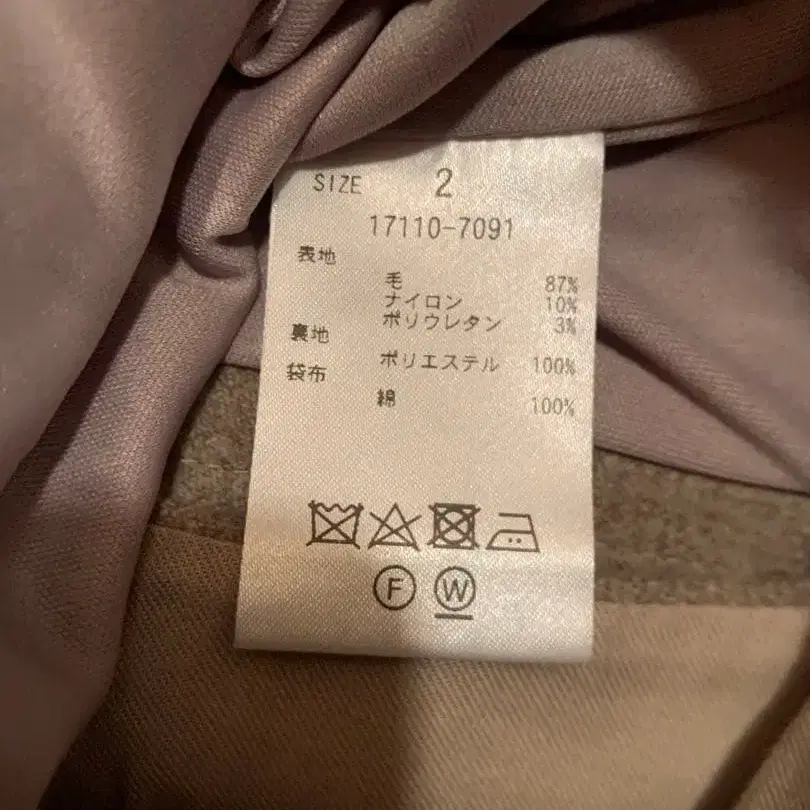 SIZE 2
17110-7091
表地
毛 87%
ナイロン 10%
ポリウレタン 3%
裏地
ポリエステル 100%
袋布
綿 100%
F W